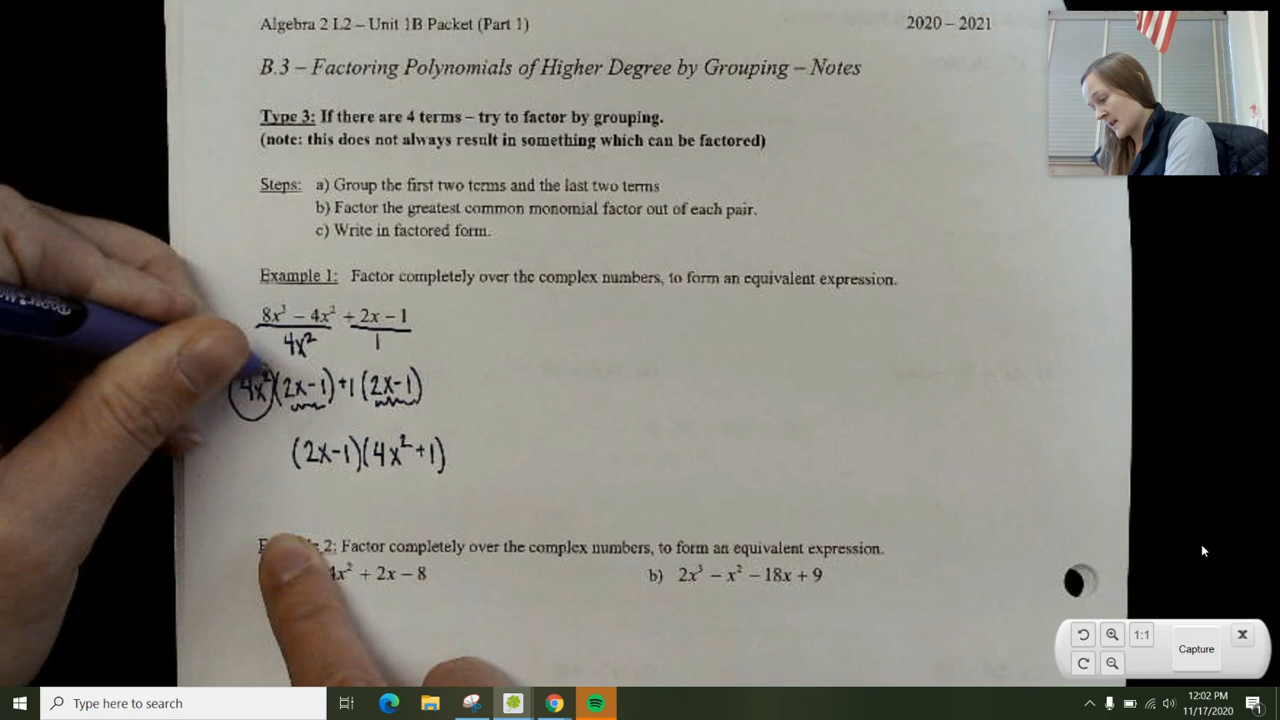 Algebra 2 L2 – Unit 1B Packet (Part 1) 2020 – 2021
B.3 – Factoring Polynomials of Higher Degree by Grouping – Notes
Type 3: If there are 4 terms – try to factor by grouping.
(note: this does not always result in something which can be factored)
Steps: a) Group the first two terms and the last two terms
b) Factor the greatest common monomial factor out of each pair.
c) Write in factored form.
Example 1: Factor completely over the complex numbers, to form an equivalent expression.
8x³ – 4x² + 2x – 1
4x² 1
4x²(2x-1)+1(2x-1)
(2x-1)(4x²+1)
2: Factor completely over the complex numbers, to form an equivalent expression.
4x² + 2x – 8 b) 2x³ – x² – 18x + 9
1:1
Capture
Type here to search
12:02 PM
11/17/2020
1